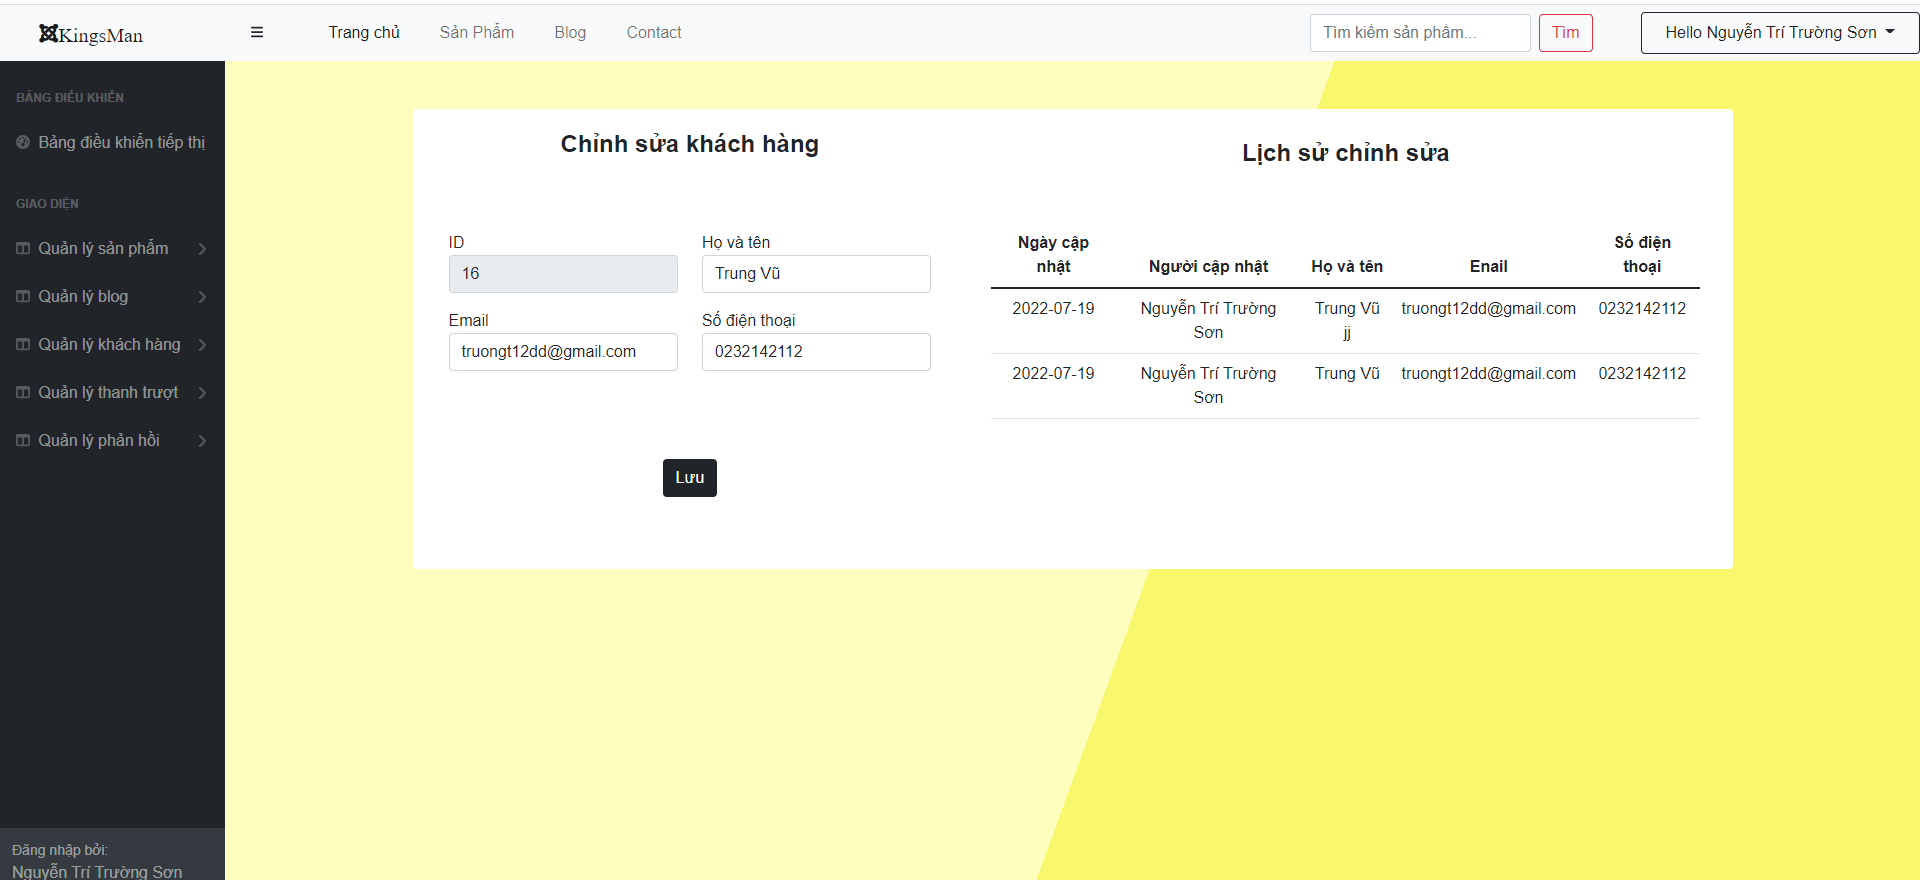 KingsMan
Trang chủ
Sản Phẩm
Blog
Contact
Tìm kiếm sản phẩm...
Tìm
Hello Nguyễn Trí Trường Sơn
BẢNG ĐIỀU KHIỂN
Bảng điều khiển tiếp thị
GIAO DIỆN
Quản lý sản phẩm
Quản lý blog
Quản lý khách hàng
Quản lý thanh trượt
Quản lý phản hồi
Đăng nhập bởi:
Nguyễn Trí Trường Sơn
Chỉnh sửa khách hàng
ID
Họ và tên
16
Trung Vũ
Email
Số điện thoại
truongt12dd@gmail.com
0232142112
Lưu
Lịch sử chỉnh sửa
Ngày cập
nhật
Người cập nhật
Họ và tên
Enail
Số điện
thoại
2022-07-19
Nguyễn Trí Trường
Sơn
Trung Vũ
jj
truongt12dd@gmail.com
0232142112
2022-07-19
Nguyễn Trí Trường
Sơn
Trung Vũ
truongt12dd@gmail.com
0232142112